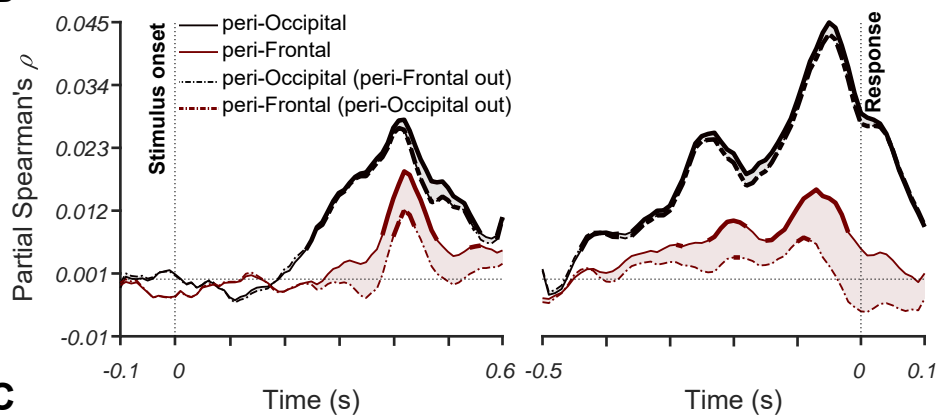 0.045
0.034
0.023
0.012
0.001
-0.01
Partial Spearman's ρ
Stimulus onset
peri-Occipital
peri-Frontal
peri-Occipital (peri-Frontal out)
peri-Frontal (peri-Occipital out)
Response
-0.1 0 0.6 -0.5 0 0.1
Time (s) Time (s)
C